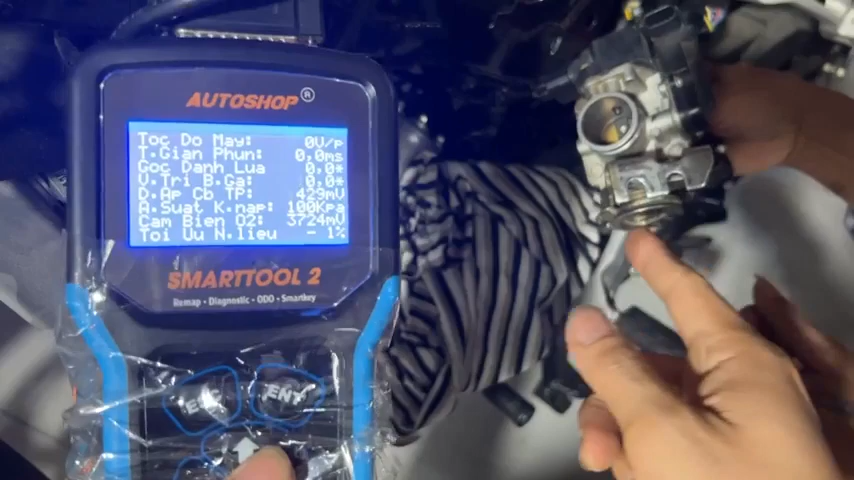 AUTOSHOP ®
Toc Do May: 0V/p
T.Gian Phun: 0,0ms
Goc Danh Lua 0,0*
V.Tri B.Ga: 0,0*
D.Ap Cb TP: 429mV
A.Suat K.nap: 100Kpa
Cam Bien O2: 3724mV
Toi Uu N.lieu - 1%
SMARTTOOL 2
Remap • Diagnostic • ODO • Smartkey
ENT